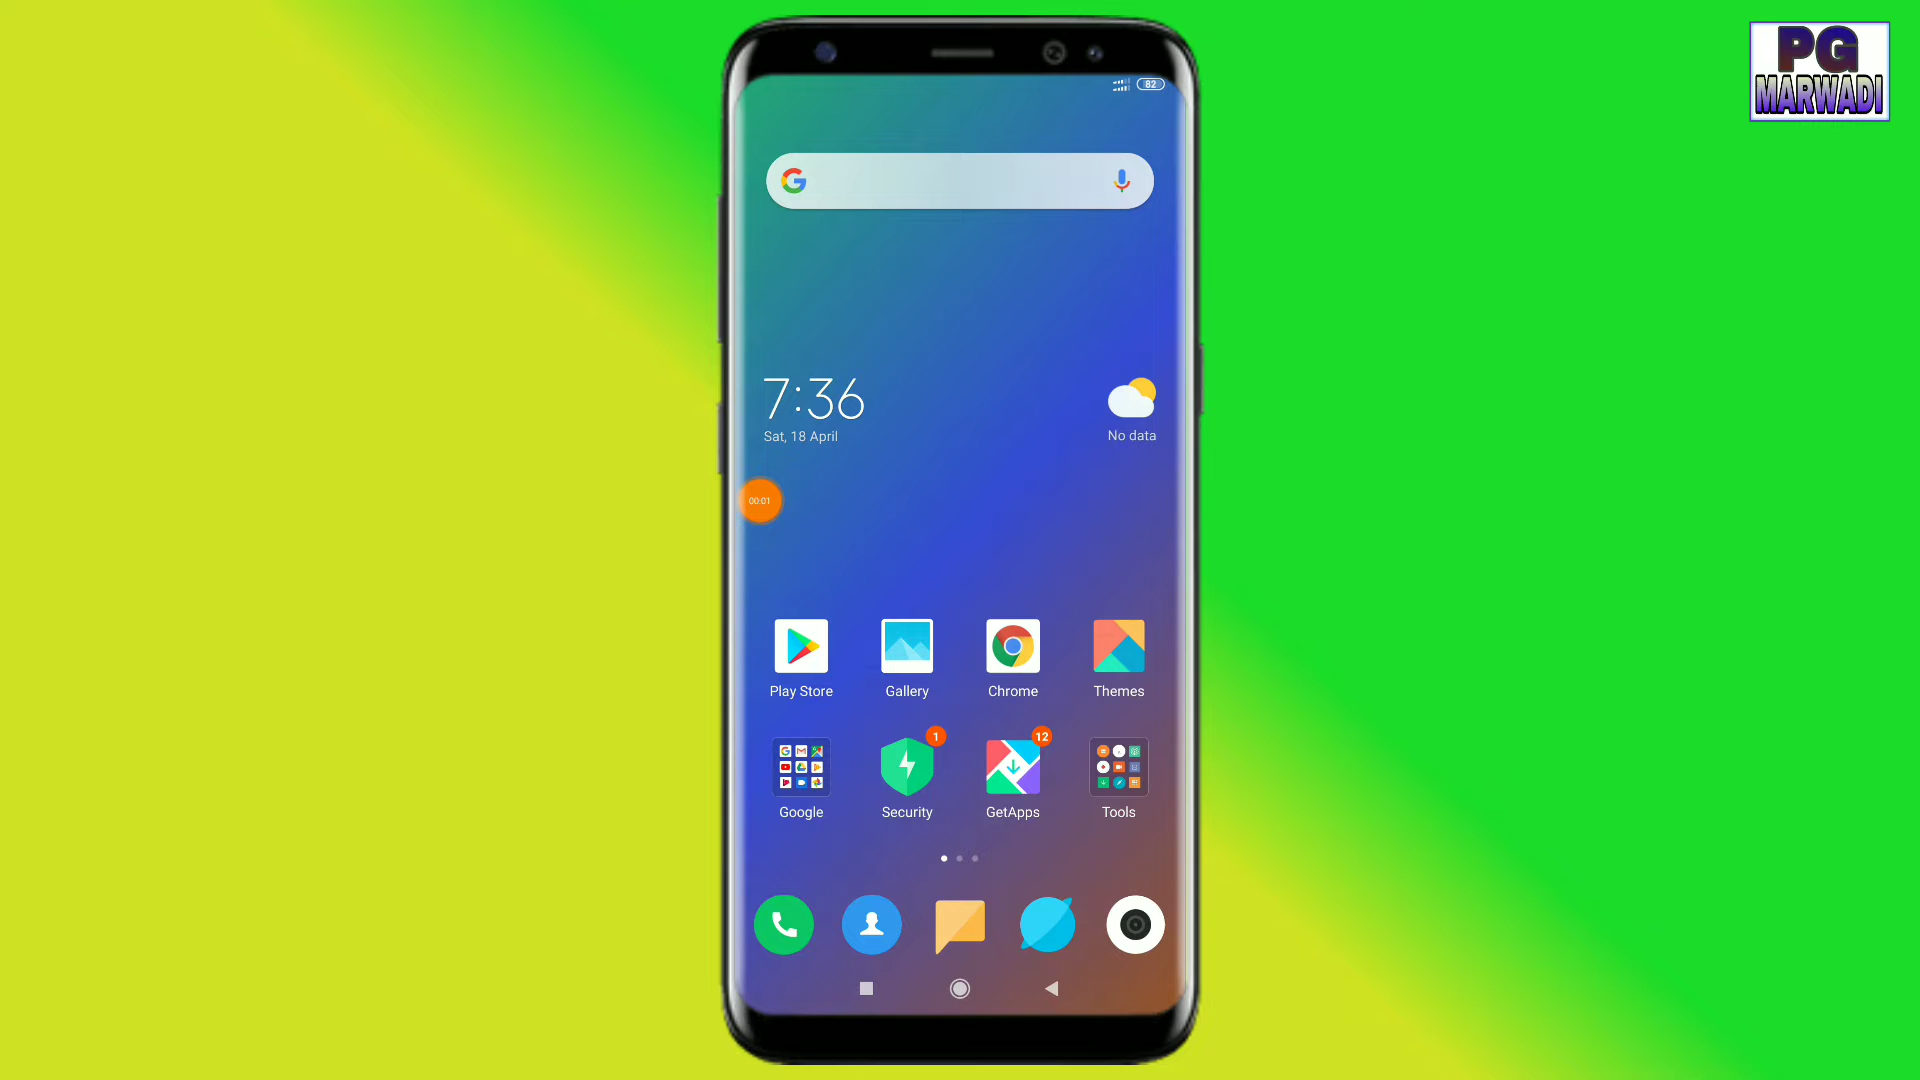 PG
MARWADI
82
7:36
Sat, 18 April
No data
00:01
Play Store
Gallery
Chrome
Themes
1
12
Google
Security
GetApps
Tools